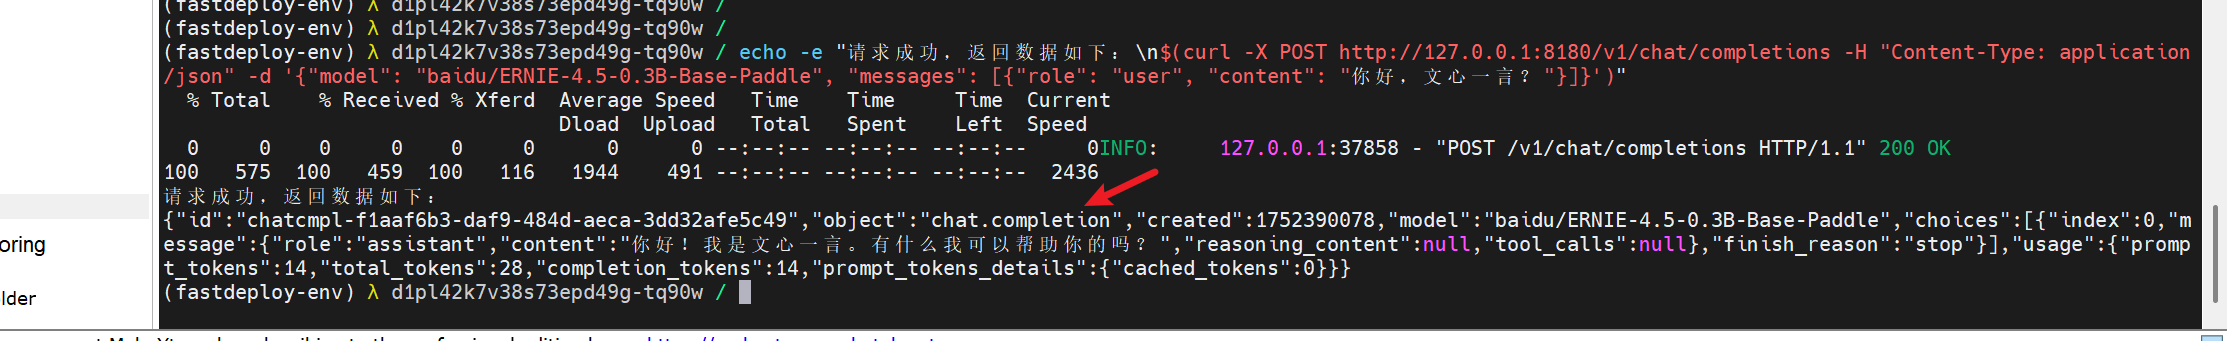 (fastdeploy-env) λ d1pl42k7v38s73epd49g-tq90w /
(fastdeploy-env) λ d1pl42k7v38s73epd49g-tq90w /
(fastdeploy-env) λ d1pl42k7v38s73epd49g-tq90w / echo -e "请求成功，返回数据如下：\n$(curl -X POST http://127.0.0.1:8180/v1/chat/completions -H "Content-Type: application
/json" -d '{"model": "baidu/ERNIE-4.5-0.3B-Base-Paddle", "messages": [{"role": "user", "content": "你好，文心一言？"}]}')"
% Total % Received % Xferd Average Speed Time Time Time Current
Dload Upload Total Spent Left Speed
0 0 0 0 0 0 0 0 --:--:-- --:--:-- --:--:-- 0INFO: 127.0.0.1:37858 - "POST /v1/chat/completions HTTP/1.1" 200 OK
100 575 100 459 100 116 1944 491 --:--:-- --:--:-- --:--:-- 2436
请求成功，返回数据如下：
{"id":"chatcmpl-f1aaf6b3-daf9-484d-aeca-3dd32afe5c49","object":"chat.completion","created":1752390078,"model":"baidu/ERNIE-4.5-0.3B-Base-Paddle","choices":[{"index":0,"m
oring
essage":{"role":"assistant","content":"你好！我是文心一言。有什么我可以帮助你的吗？","reasoning_content":null,"tool_calls":null},"finish_reason":"stop"}],"usage":{"promp
t_tokens":14,"total_tokens":28,"completion_tokens":14,"prompt_tokens_details":{"cached_tokens":0}}}
lder
(fastdeploy-env) λ d1pl42k7v38s73epd49g-tq90w /